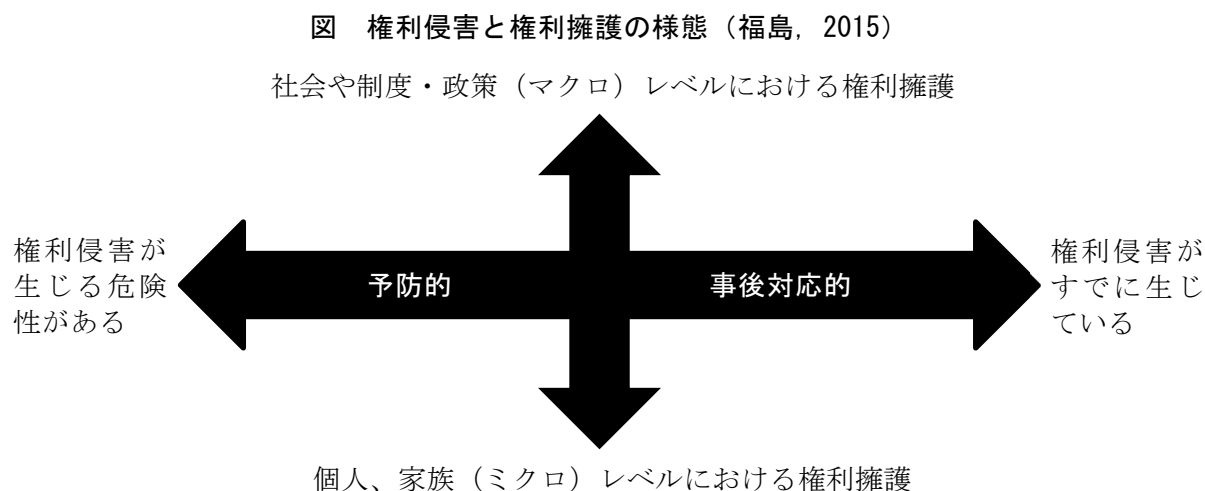 図　権利侵害と権利擁護の様態（福島, 2015）
社会や制度・政策（マクロ）レベルにおける権利擁護
権利侵害が
生じる危険
性がある
予防的
事後対応的
権利侵害が
すでに生じ
ている
個人、家族（ミクロ）レベルにおける権利擁護